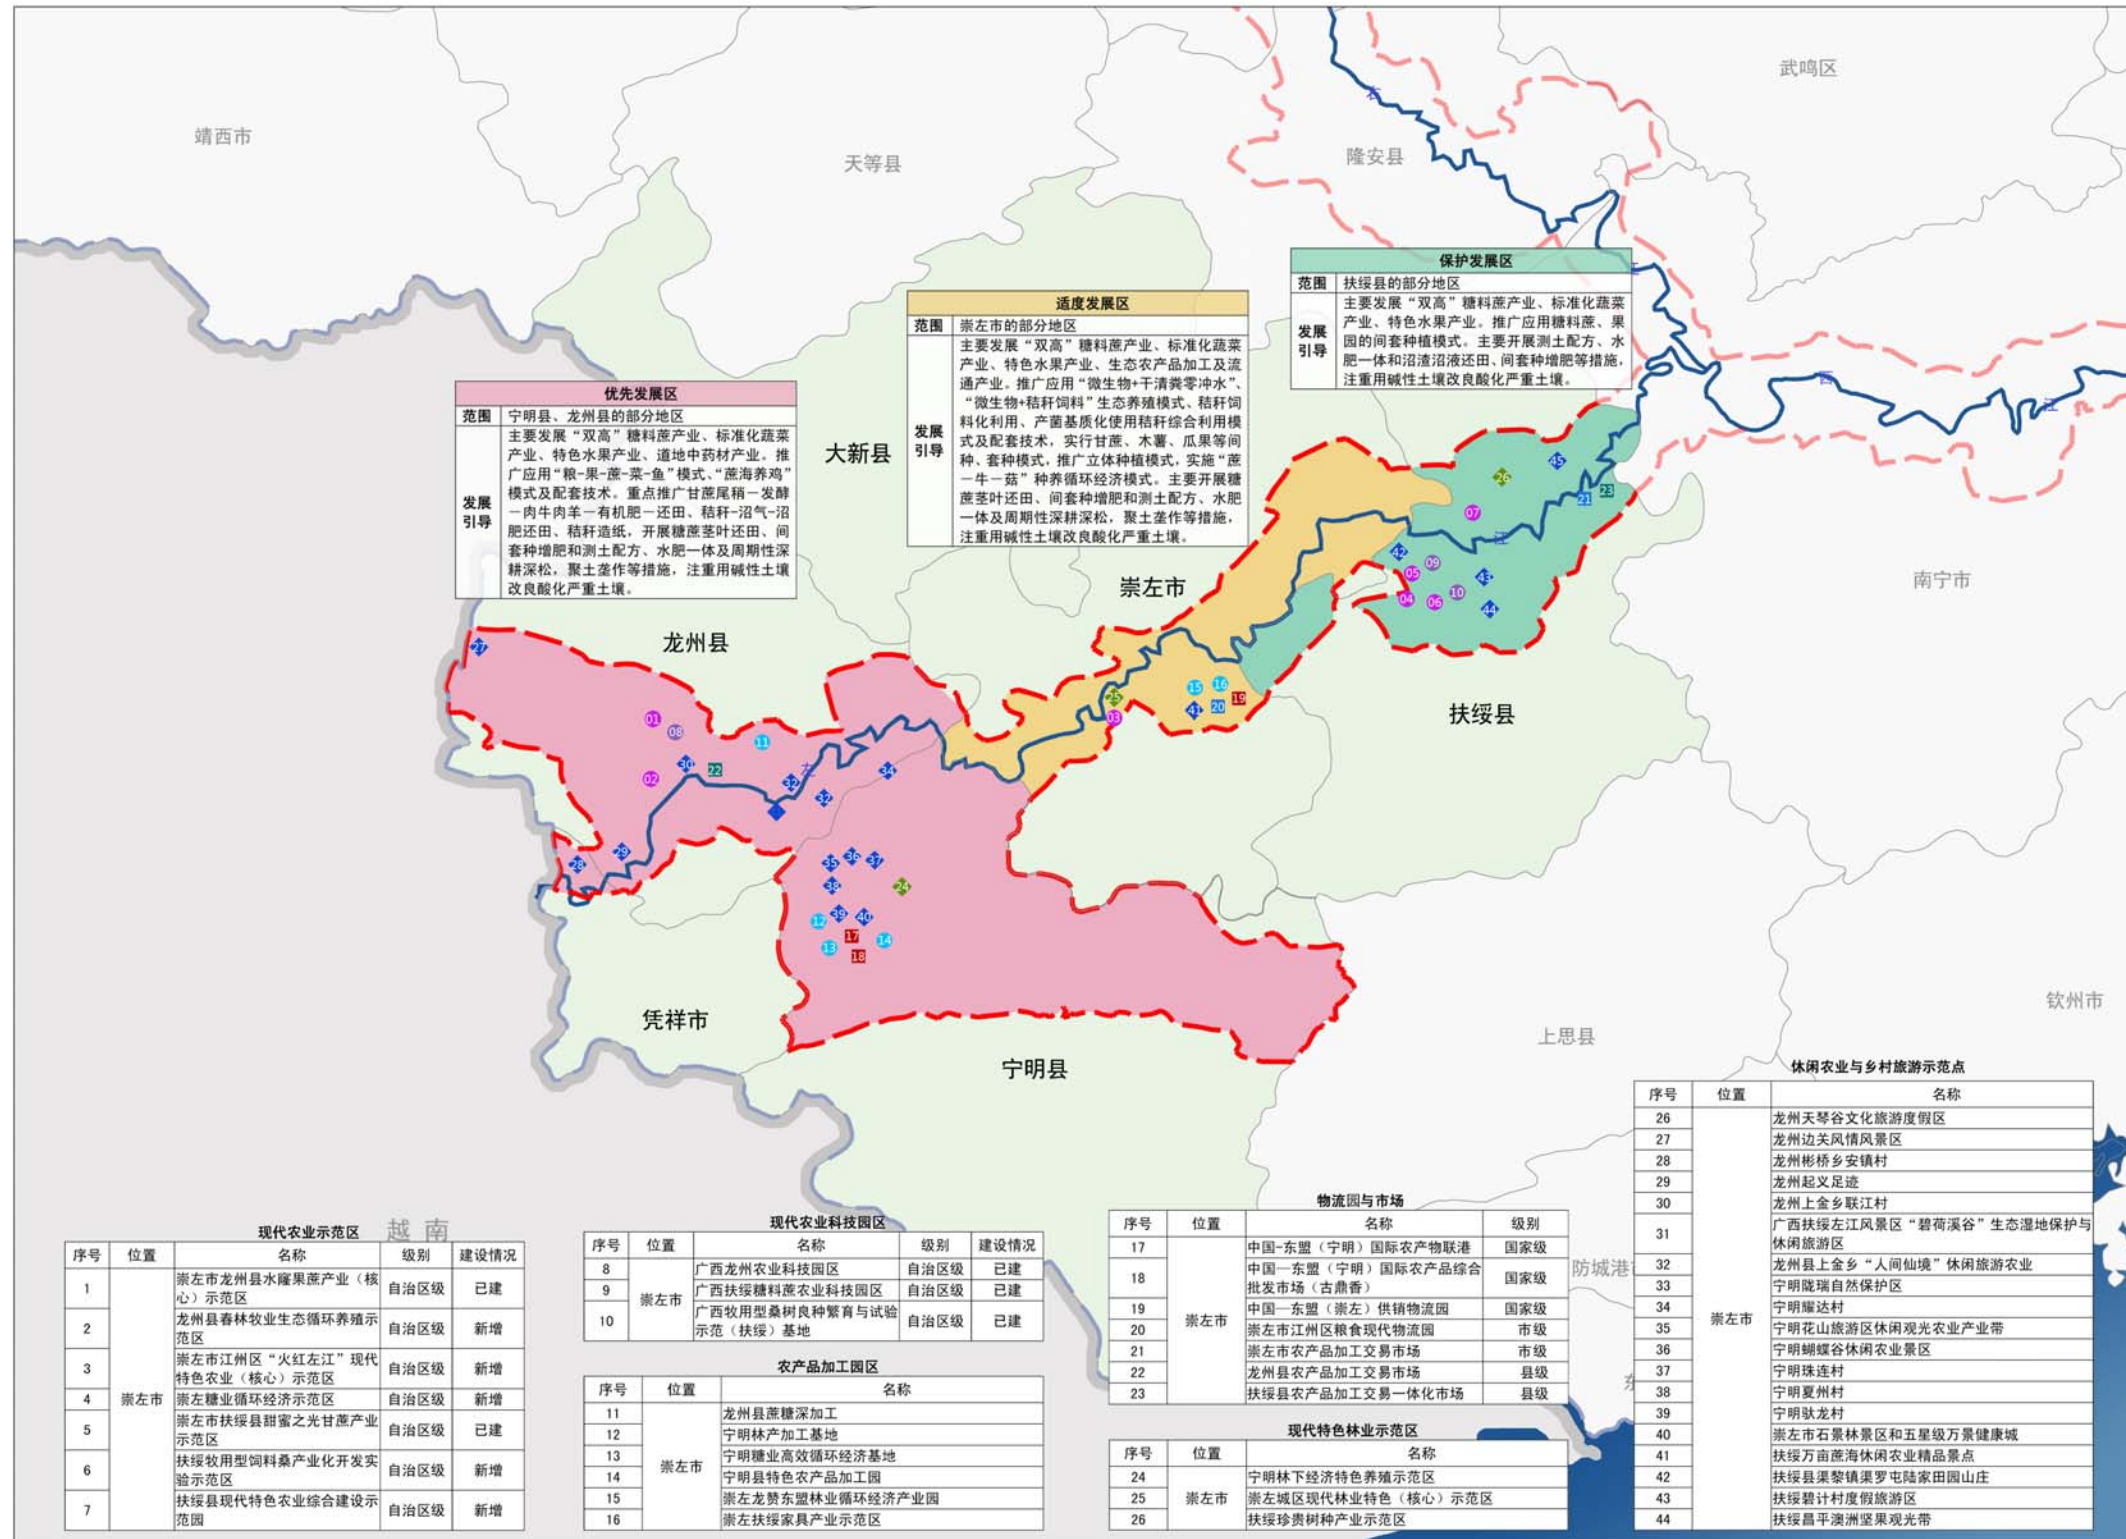 武鸣区
靖西市
天等县
隆安县
右
江
保护发展区
范围 扶绥县的部分地区
发展引导
主要发展“双高”糖料蔗产业、标准化蔬菜
产业、特色水果产业。推广应用糖料蔗、果
园的间套种植模式。主要开展测土配方、水
肥一体和沼渣沼液还田、间套种增肥等措施,
注重用碱性土壤改良酸化严重土壤。
适度发展区
范围 崇左市的部分地区
发展引导
主要发展“双高”糖料蔗产业、标准化蔬菜
产业、特色水果产业、生态农产品加工及流
通产业。推广应用“微生物+干清粪零冲水”、
“微生物+秸秆饲料”生态养殖模式、秸秆饲
料化利用、产菌基质化使用秸秆综合利用模
式及配套技术,实行甘蔗、木薯、瓜果等间
种、套种模式,推广立体种植模式,实施“蔗
—牛—菇”种养循环经济模式。主要开展糖
蔗茎叶还田、间套种增肥和测土配方、水肥
一体及周期性深耕深松,聚土垄作等措施,
注重用碱性土壤改良酸化严重土壤。
优先发展区
范围 宁明县、龙州县的部分地区
发展引导
主要发展“双高”糖料蔗产业、标准化蔬菜
产业、特色水果产业、道地中药材产业。推
广应用“粮-果-蔗-菜-鱼”模式、“蔗海养鸡”
模式及配套技术。重点推广甘蔗尾稍—发酵
—肉牛肉羊—有机肥—还田、秸秆-沼气-沼
肥还田、秸秆造纸,开展糖蔗茎叶还田、间
套种增肥和测土配方、水肥一体及周期性深
耕深松,聚土垄作等措施,注重用碱性土壤
改良酸化严重土壤。
西
江
大新县
崇左市
龙州县
南宁市
扶绥县
凭祥市
宁明县
上思县
钦州市
越南
防城港
左
江
26
45
21
23
07
42
09
05
43
04
06
10
44
27
01
08
11
30
22
02
32
32
34
25
03
15
16
19
41
20
28
29
35
36
37
38
24
12
39
40
17
13
14
18
现代农业示范区
序号 位置 名称 级别 建设情况
崇左市
1 崇左市龙州县水窿果蔗产业(核心)示范区 自治区级 已建
2 龙州县春林牧业生态循环养殖示范区 自治区级 新增
3 崇左市江州区“火红左江”现代特色农业(核心)示范区 自治区级 新增
4 崇左糖业循环经济示范区 自治区级 新增
5 崇左市扶绥县甜蜜之光甘蔗产业示范区 自治区级 已建
6 扶绥牧用型饲料桑产业化开发实验示范区 自治区级 新增
7 扶绥县现代特色农业综合建设示范园 自治区级 新增
现代农业科技园区
序号 位置 名称 级别 建设情况
崇左市
8 广西龙州农业科技园区 自治区级 已建
9 广西扶绥糖料蔗农业科技园区 自治区级 已建
10 广西牧用型桑树良种繁育与试验示范(扶绥)基地 自治区级 已建
农产品加工园区
序号 位置 名称
崇左市
11 龙州县蔗糖深加工
12 宁明林产加工基地
13 宁明糖业高效循环经济基地
14 宁明县特色农产品加工园
15 崇左龙赞东盟林业循环经济产业园
16 崇左扶绥家具产业示范区
物流园与市场
序号 位置 名称 级别
崇左市
17 中国-东盟(宁明)国际农产物联港 国家级
18 中国—东盟(宁明)国际农产品综合批发市场(古鼎香) 国家级
19 中国—东盟(崇左)供销物流园 国家级
20 崇左市江州区粮食现代物流园 市级
21 崇左市农产品加工交易市场 市级
22 龙州县农产品加工交易市场 县级
23 扶绥县农产品加工交易一体化市场 县级
现代特色林业示范区
序号 位置 名称
崇左市
24 宁明林下经济特色养殖示范区
25 崇左城区现代林业特色(核心)示范区
26 扶绥珍贵树种产业示范区
休闲农业与乡村旅游示范点
序号 位置 名称
崇左市
26 龙州天琴谷文化旅游度假区
27 龙州边关风情风景区
28 龙州彬桥乡安镇村
29 龙州起义足迹
30 龙州上金乡联江村
31 广西扶绥左江风景区“碧荷溪谷”生态湿地保护与休闲旅游区
32 龙州县上金乡“人间仙境”休闲旅游农业
33 宁明陇瑞自然保护区
34 宁明耀达村
35 宁明花山旅游区休闲观光农业产业带
36 宁明蝴蝶谷休闲农业景区
37 宁明珠连村
38 宁明夏州村
39 宁明驮龙村
40 崇左市石景林景区和五星级万景健康城
41 扶绥万亩蔗海休闲农业精品景点
42 扶绥县渠黎镇渠罗屯陆家田园山庄
43 扶绥碧计村度假旅游区
44 扶绥昌平澳洲坚果观光带